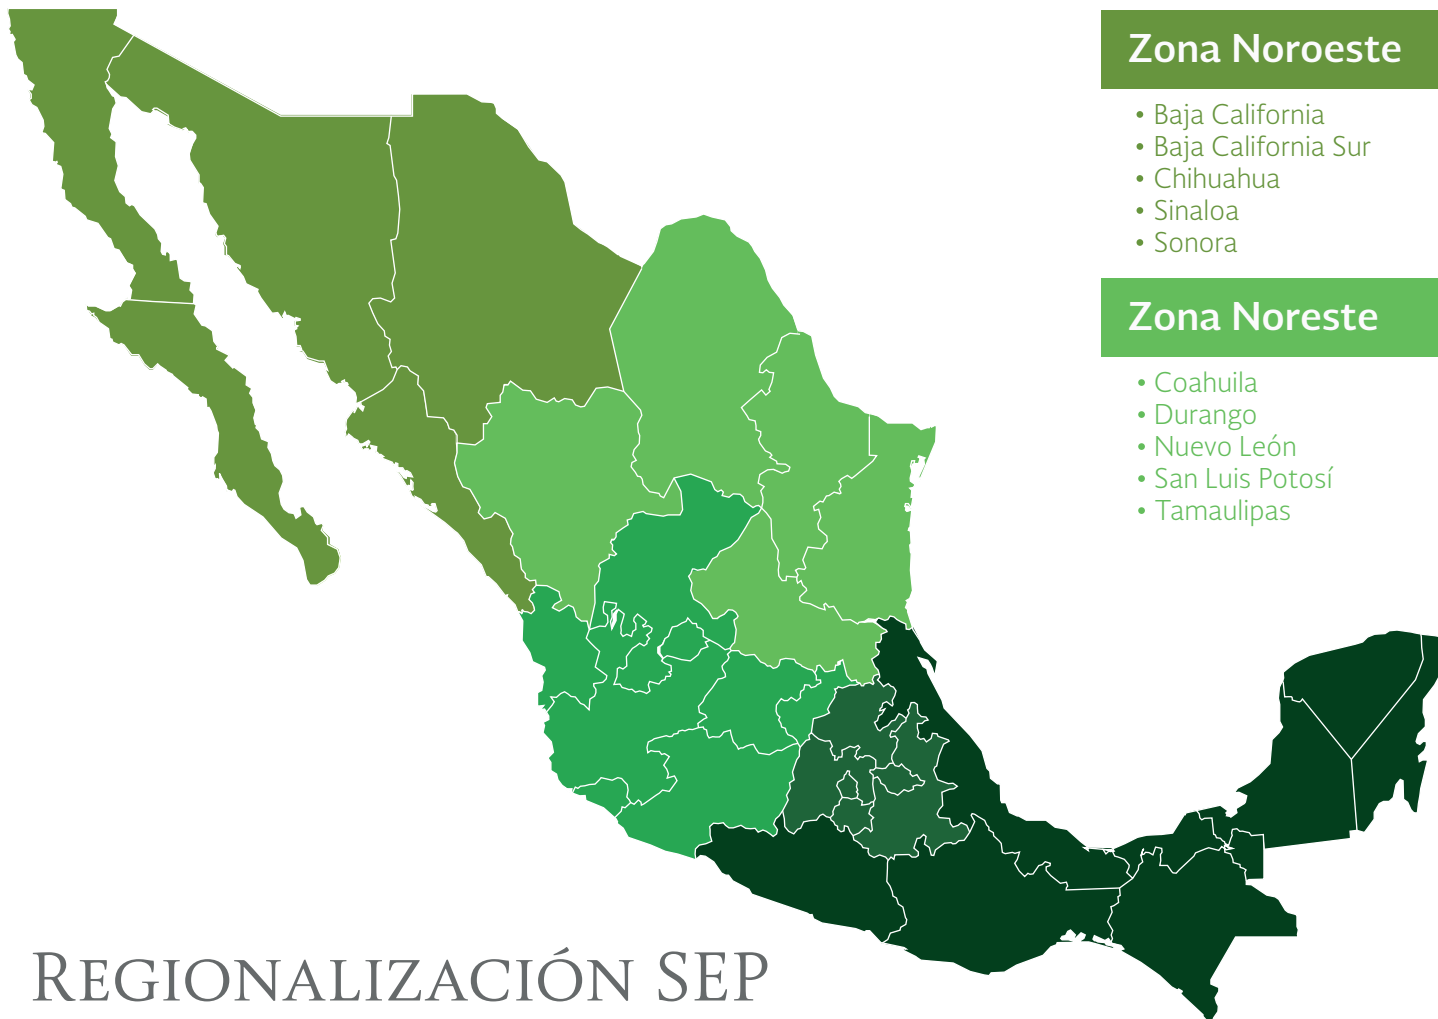 Zona Noroeste
• Baja California
• Baja California Sur
• Chihuahua
• Sinaloa
• Sonora
Zona Noreste
• Coahuila
• Durango
• Nuevo León
• San Luis Potosí
• Tamaulipas
REGIONALIZACIÓN SEP